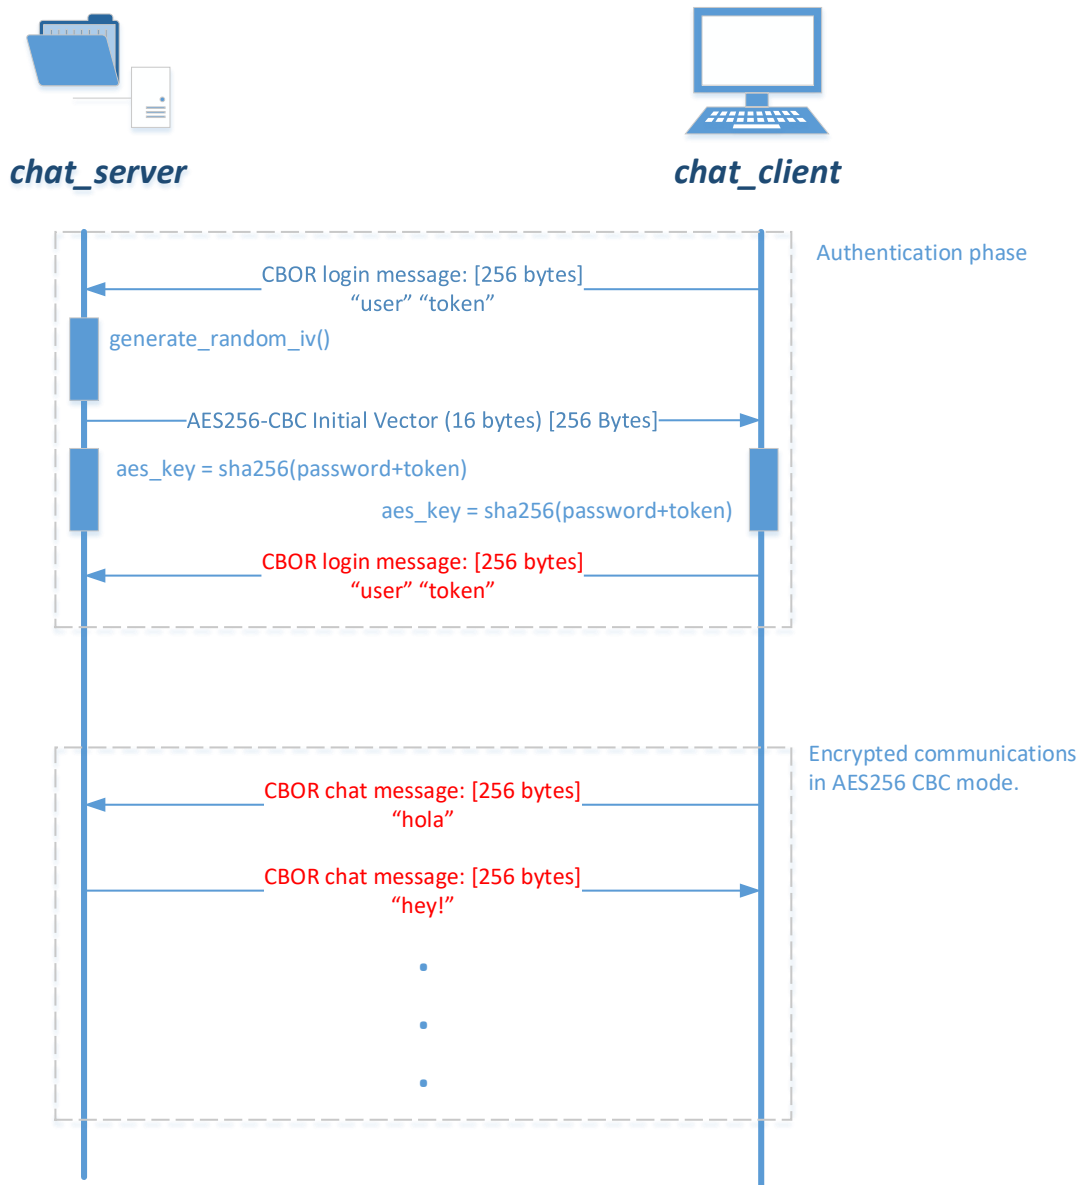 chat_server
chat_client
Authentication phase
CBOR login message: [256 bytes]
“user” “token”
generate_random_iv()
AES256-CBC Initial Vector (16 bytes) [256 Bytes]
aes_key = sha256(password+token)
aes_key = sha256(password+token)
CBOR login message: [256 bytes]
“user” “token”
Encrypted communications
in AES256 CBC mode.
CBOR chat message: [256 bytes]
“hola”
CBOR chat message: [256 bytes]
“hey!”